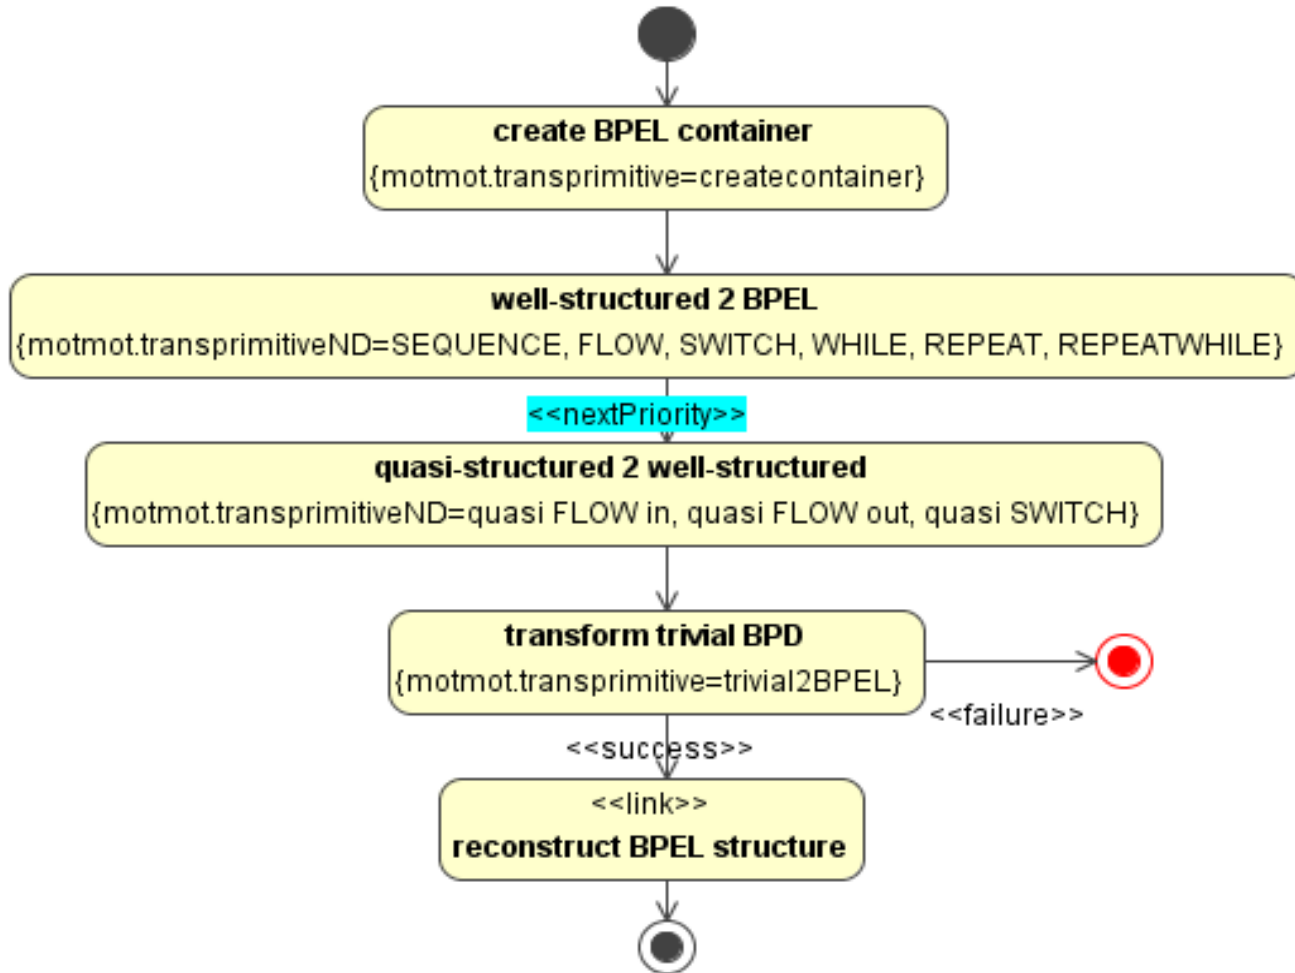 create BPEL container
{motmot.transprimitive=createcontainer}
well-structured 2 BPEL
{motmot.transprimitiveND=SEQUENCE, FLOW, SWITCH, WHILE, REPEAT, REPEATWHILE}
<<nextPriority>>
quasi-structured 2 well-structured
{motmot.transprimitiveND=quasi FLOW in, quasi FLOW out, quasi SWITCH}
transform trivial BPD
{motmot.transprimitive=trivial2BPEL}
<<failure>>
<<success>>
<<link>>
reconstruct BPEL structure